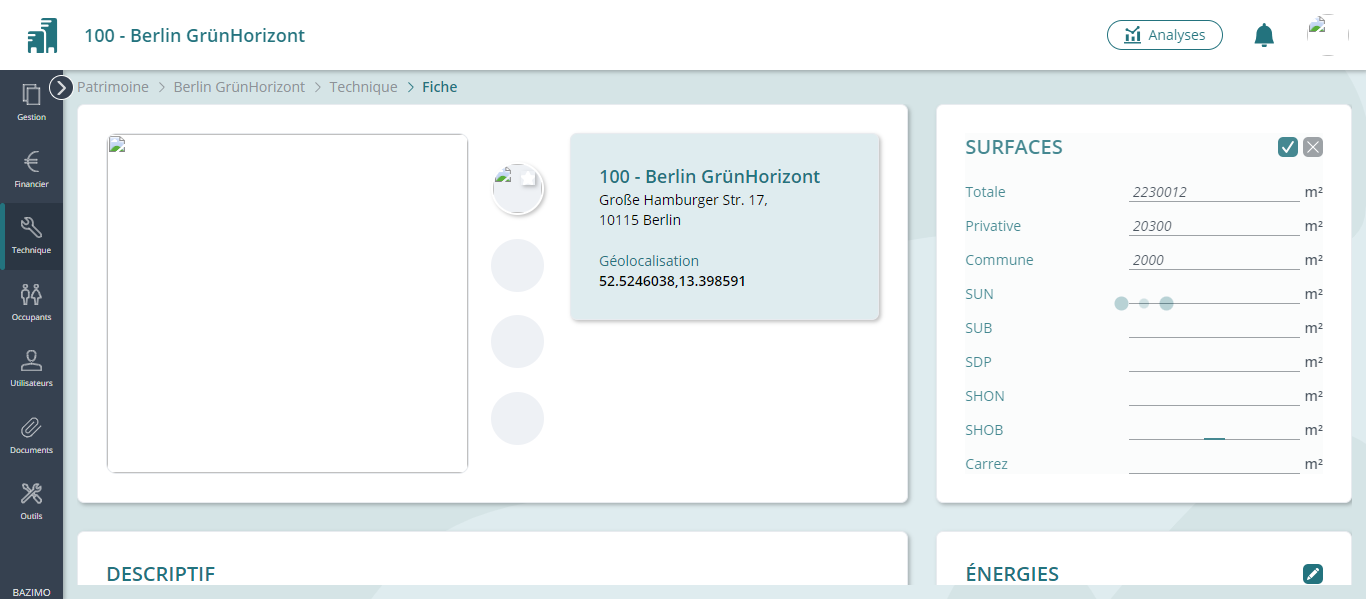 100 - Berlin GrünHorizont
Analyses
Patrimoine > Berlin GrünHorizont > Technique > Fiche
Gestion
Financier
Technique
Occupants
Utilisateurs
Documents
Outils
BAZIMO
100 - Berlin GrünHorizont
Große Hamburger Str. 17,
10115 Berlin
Géolocalisation
52.5246038,13.398591
SURFACES
Totale 2230012 m²
Privative 20300 m²
Commune 2000 m²
SUN m²
SUB m²
SDP m²
SHON m²
SHOB m²
Carrez m²
DESCRIPTIF
ÉNERGIES